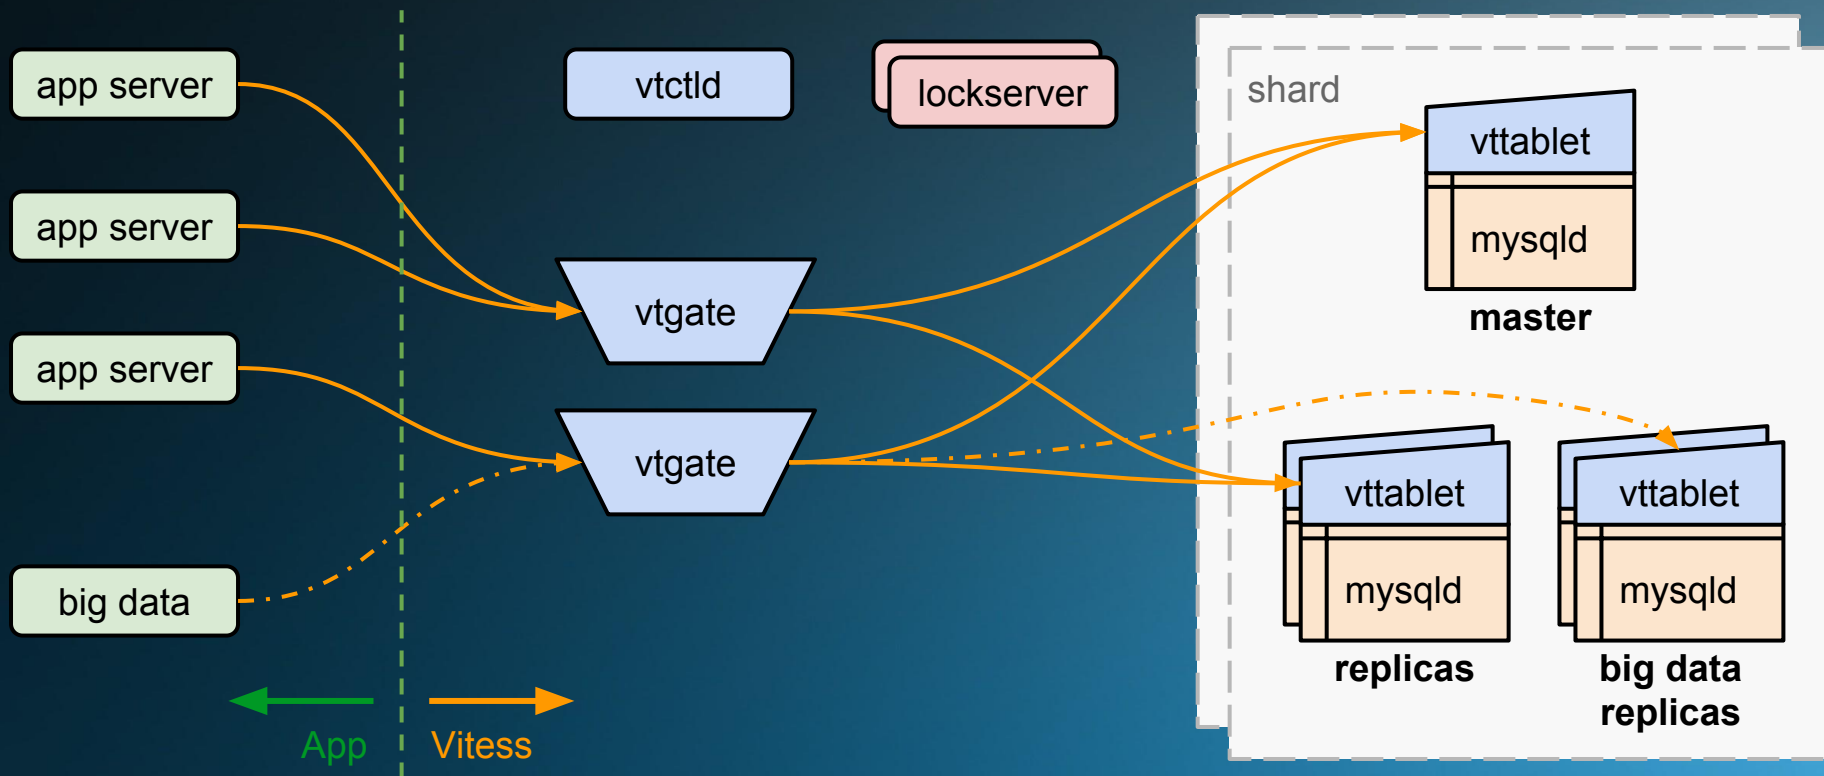 app server
vtctld
lockserver
shard
vttablet
mysqld
master
app server
vtgate
app server
vtgate
vttablet
mysqld
replicas
vttablet
mysqld
big data
replicas
big data
App
Vitess